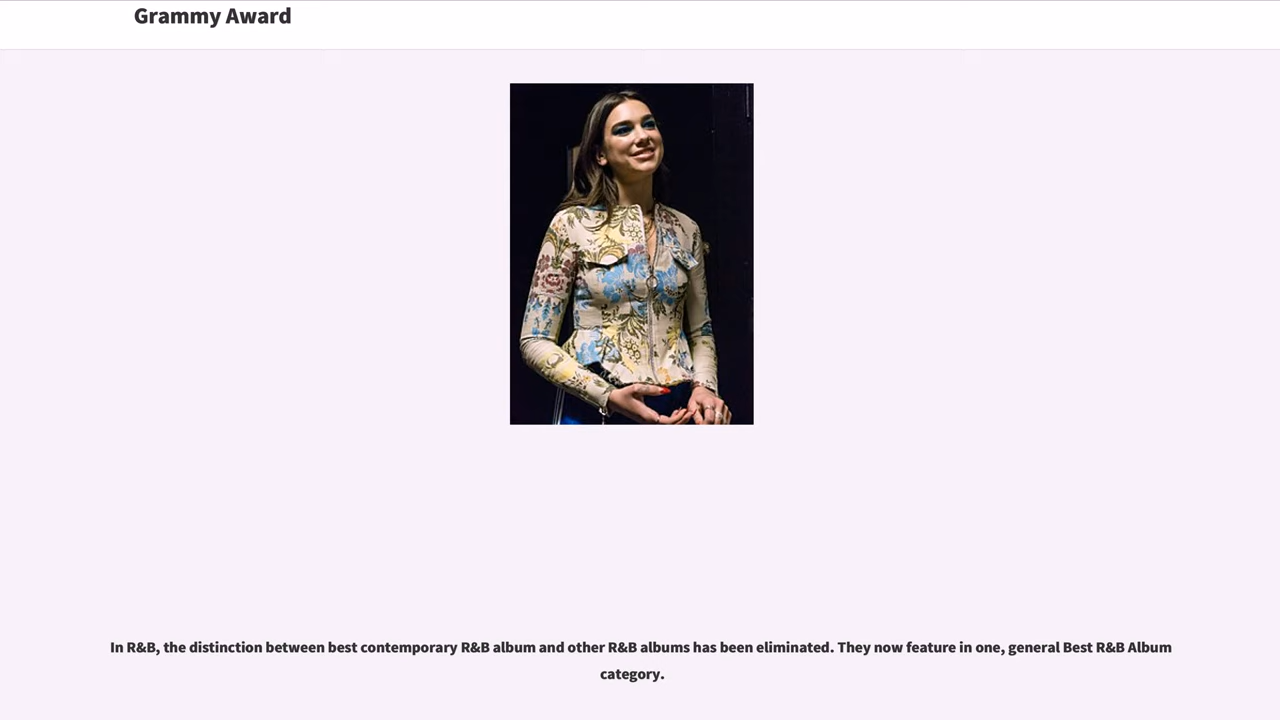 Grammy Award
In R&B, the distinction between best contemporary R&B album and other R&B albums has been eliminated. They now feature in one, general Best R&B Album
category.